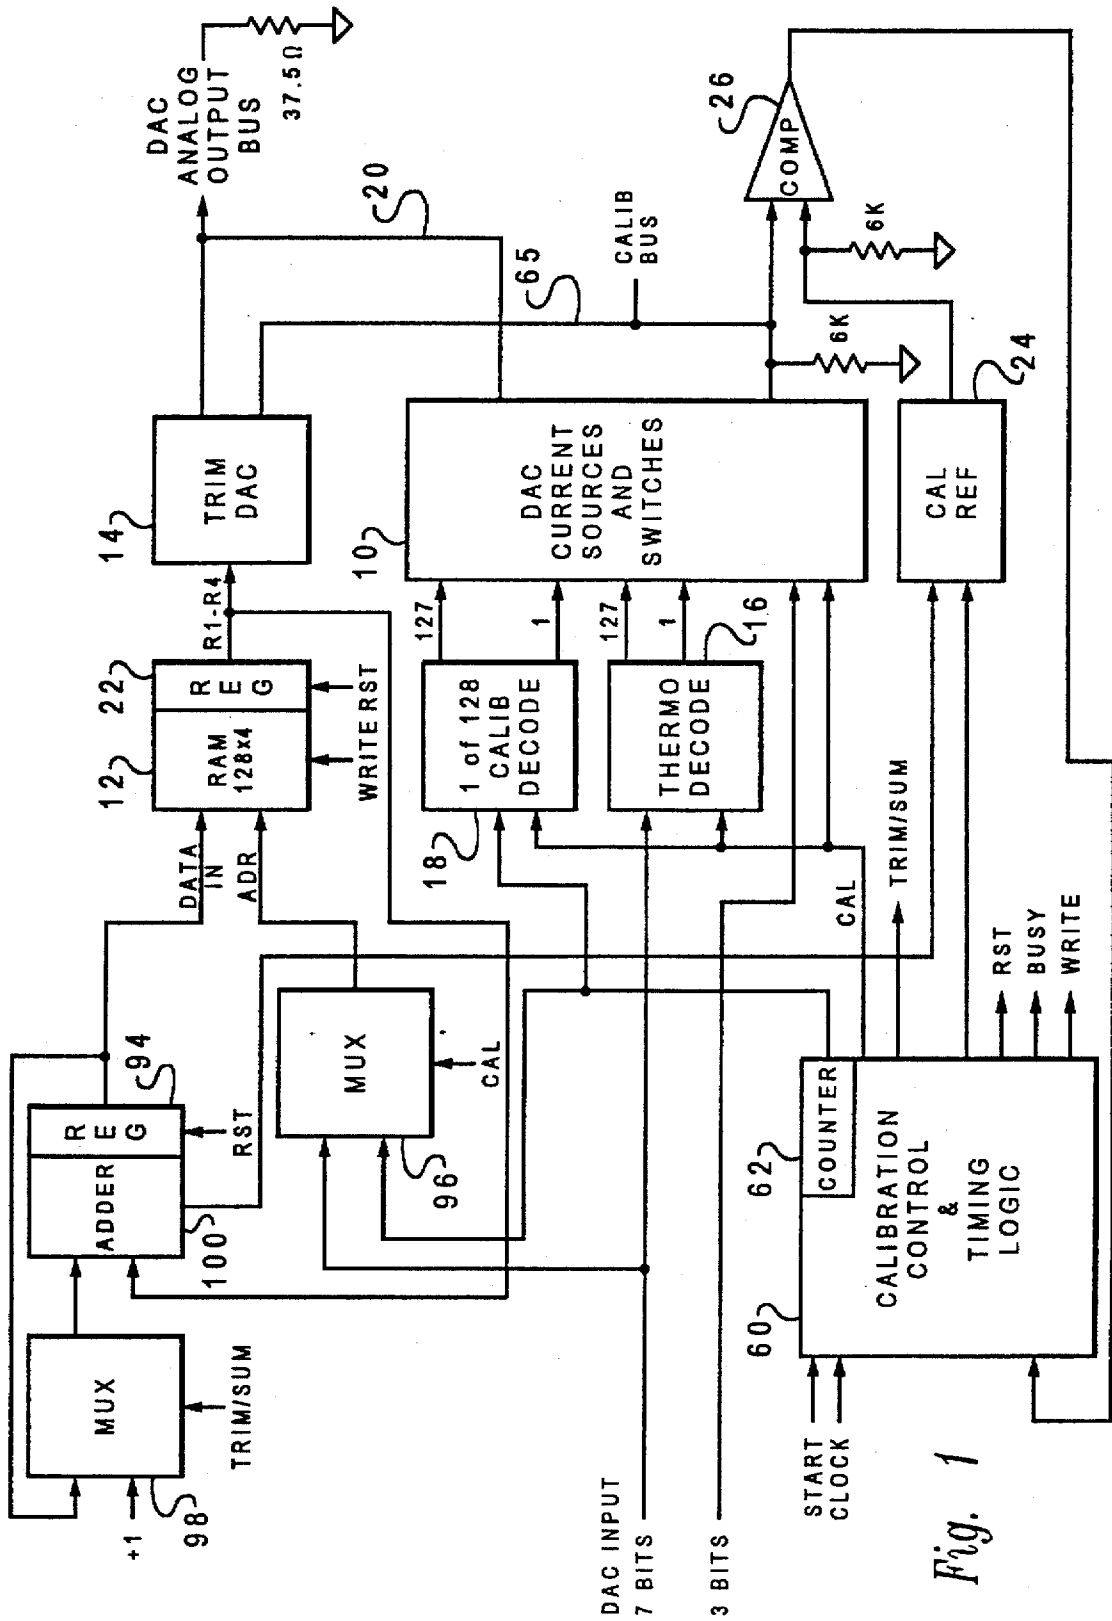 +1
98
MUX
TRIM/SUM
100
ADDER
REG
94
RST
DATA
IN
ADR
12
RAM
128x4
22
REG
WRITE
RST
R1-R4
14
TRIM
DAC
DAC
ANALOG
OUTPUT
BUS
37.5Ω
20
65
96
MUX
CAL
18
1 of 128
CALIB
DECODE
127
1
THERMO
DECODE
16
127
1
10
DAC
CURRENT
SOURCES
AND
SWITCHES
CALIB
BUS
6K
COMP
26
6K
CAL
REF
24
DAC INPUT
7 BITS
3 BITS
START
CLOCK
60
62
COUNTER
CALIBRATION
CONTROL
&
TIMING
LOGIC
CAL
TRIM/SUM
RST
BUSY
WRITE
Fig. 1